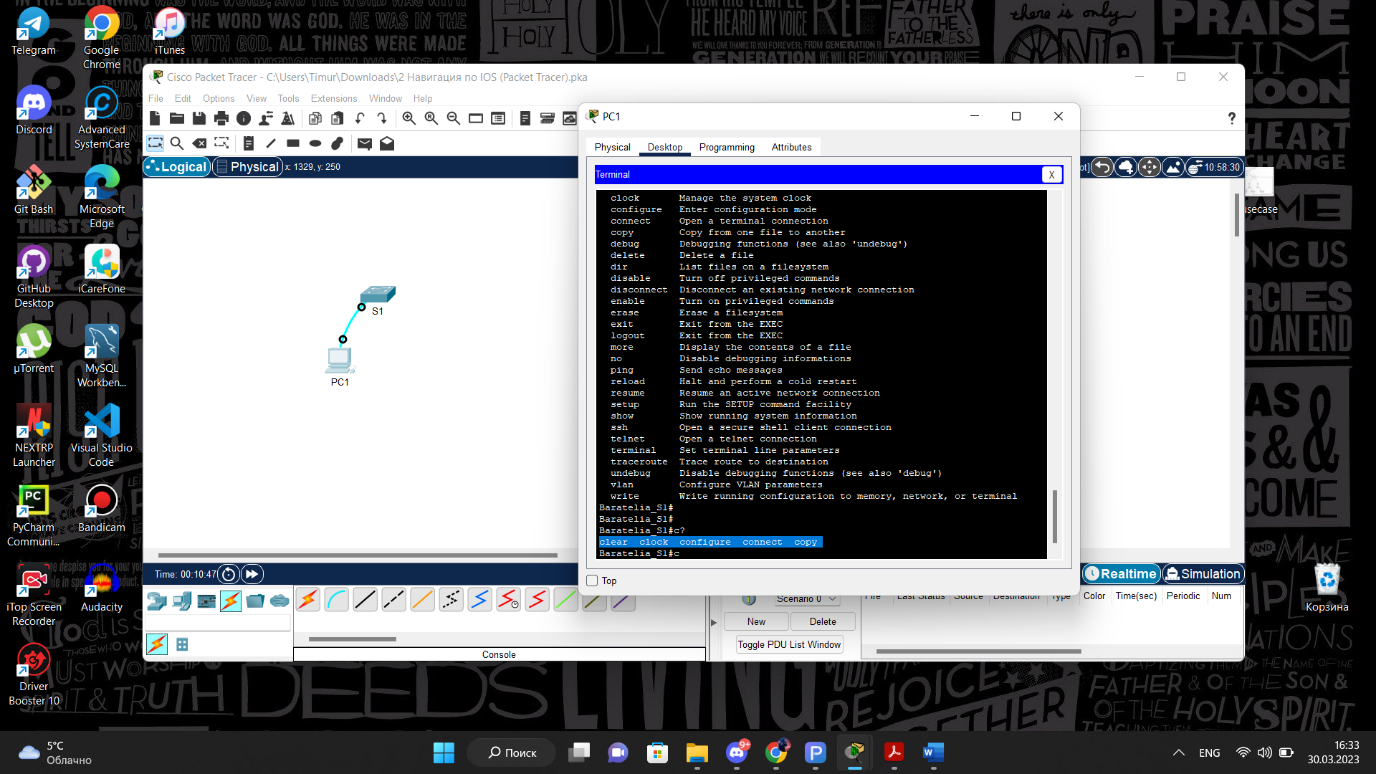 Telegram
Google Chrome
iTunes
Discord
Advanced SystemCare
Git Bash
Microsoft Edge
GitHub Desktop
iCareFone
µTorrent
MySQL Workben...
NEXTRP Launcher
Visual Studio Code
PyCharm Communi...
Bandicam
iTop Screen Recorder
Audacity
Driver Booster 10
usecase
Корзина
Cisco Packet Tracer - C:\Users\Timur\Downloads\2 Навигация по IOS (Packet Tracer).pka
File Edit Options View Tools Extensions Window Help
Logical Physical x: 1329, y: 250
10:58:30
S1
PC1
PC1
Physical Desktop Programming Attributes
Terminal X
clock Manage the system clock
configure Enter configuration mode
connect Open a terminal connection
copy Copy from one file to another
debug Debugging functions (see also 'undebug')
delete Delete a file
dir List files on a filesystem
disable Turn off privileged commands
disconnect Disconnect an existing network connection
enable Turn on privileged commands
erase Erase a filesystem
exit Exit from the EXEC
logout Exit from the EXEC
more Display the contents of a file
no Disable debugging informations
ping Send echo messages
reload Halt and perform a cold restart
resume Resume an active network connection
setup Run the SETUP command facility
show Show running system information
ssh Open a secure shell client connection
telnet Open a telnet connection
terminal Set terminal line parameters
traceroute Trace route to destination
undebug Disable debugging functions (see also 'debug')
vlan Configure VLAN parameters
write Write running configuration to memory, network, or terminal
Baratelia_S1#
Baratelia_S1#
Baratelia_S1#c?
clear clock configure connect copy
Baratelia_S1#c
Top
Time: 00:10:47
Realtime Simulation
Scenario 0
New Delete
Toggle PDU List Window
File Last Status Source Destination Type Color Time(sec) Periodic Num
Console
5°C
Облачно
Поиск
ENG
16:33
30.03.2023